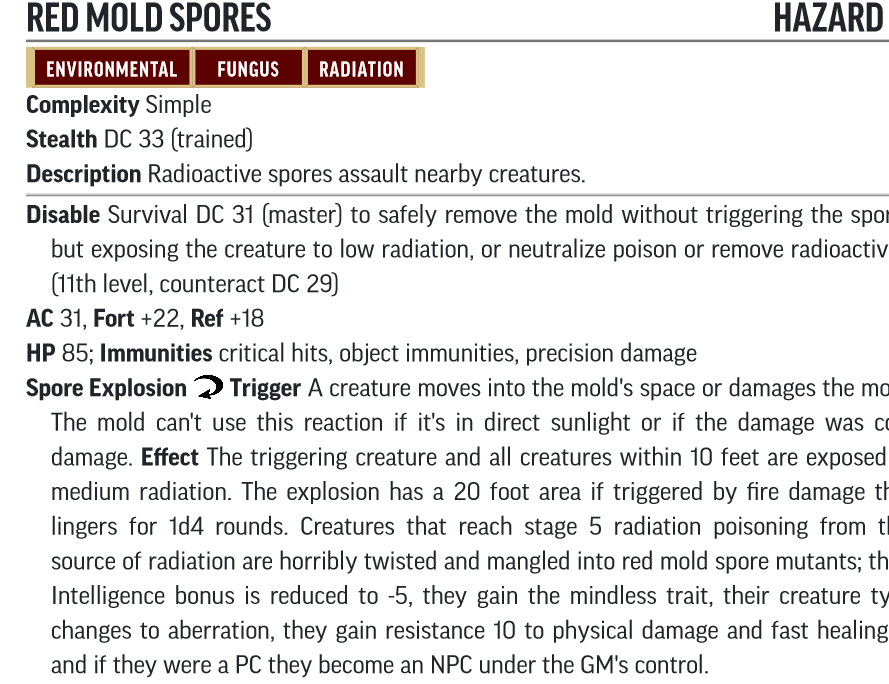 RED MOLD SPORES HAZARD
ENVIRONMENTAL FUNGUS RADIATION
Complexity Simple
Stealth DC 33 (trained)
Description Radioactive spores assault nearby creatures.
Disable Survival DC 31 (master) to safely remove the mold without triggering the spor
but exposing the creature to low radiation, or neutralize poison or remove radioactiv
(11th level, counteract DC 29)
AC 31, Fort +22, Ref +18
HP 85; Immunities critical hits, object immunities, precision damage
Spore Explosion Trigger A creature moves into the mold's space or damages the mo
The mold can't use this reaction if it's in direct sunlight or if the damage was co
damage. Effect The triggering creature and all creatures within 10 feet are exposed
medium radiation. The explosion has a 20 foot area if triggered by fire damage th
lingers for 1d4 rounds. Creatures that reach stage 5 radiation poisoning from th
source of radiation are horribly twisted and mangled into red mold spore mutants; th
Intelligence bonus is reduced to -5, they gain the mindless trait, their creature ty
changes to aberration, they gain resistance 10 to physical damage and fast healing
and if they were a PC they become an NPC under the GM's control.